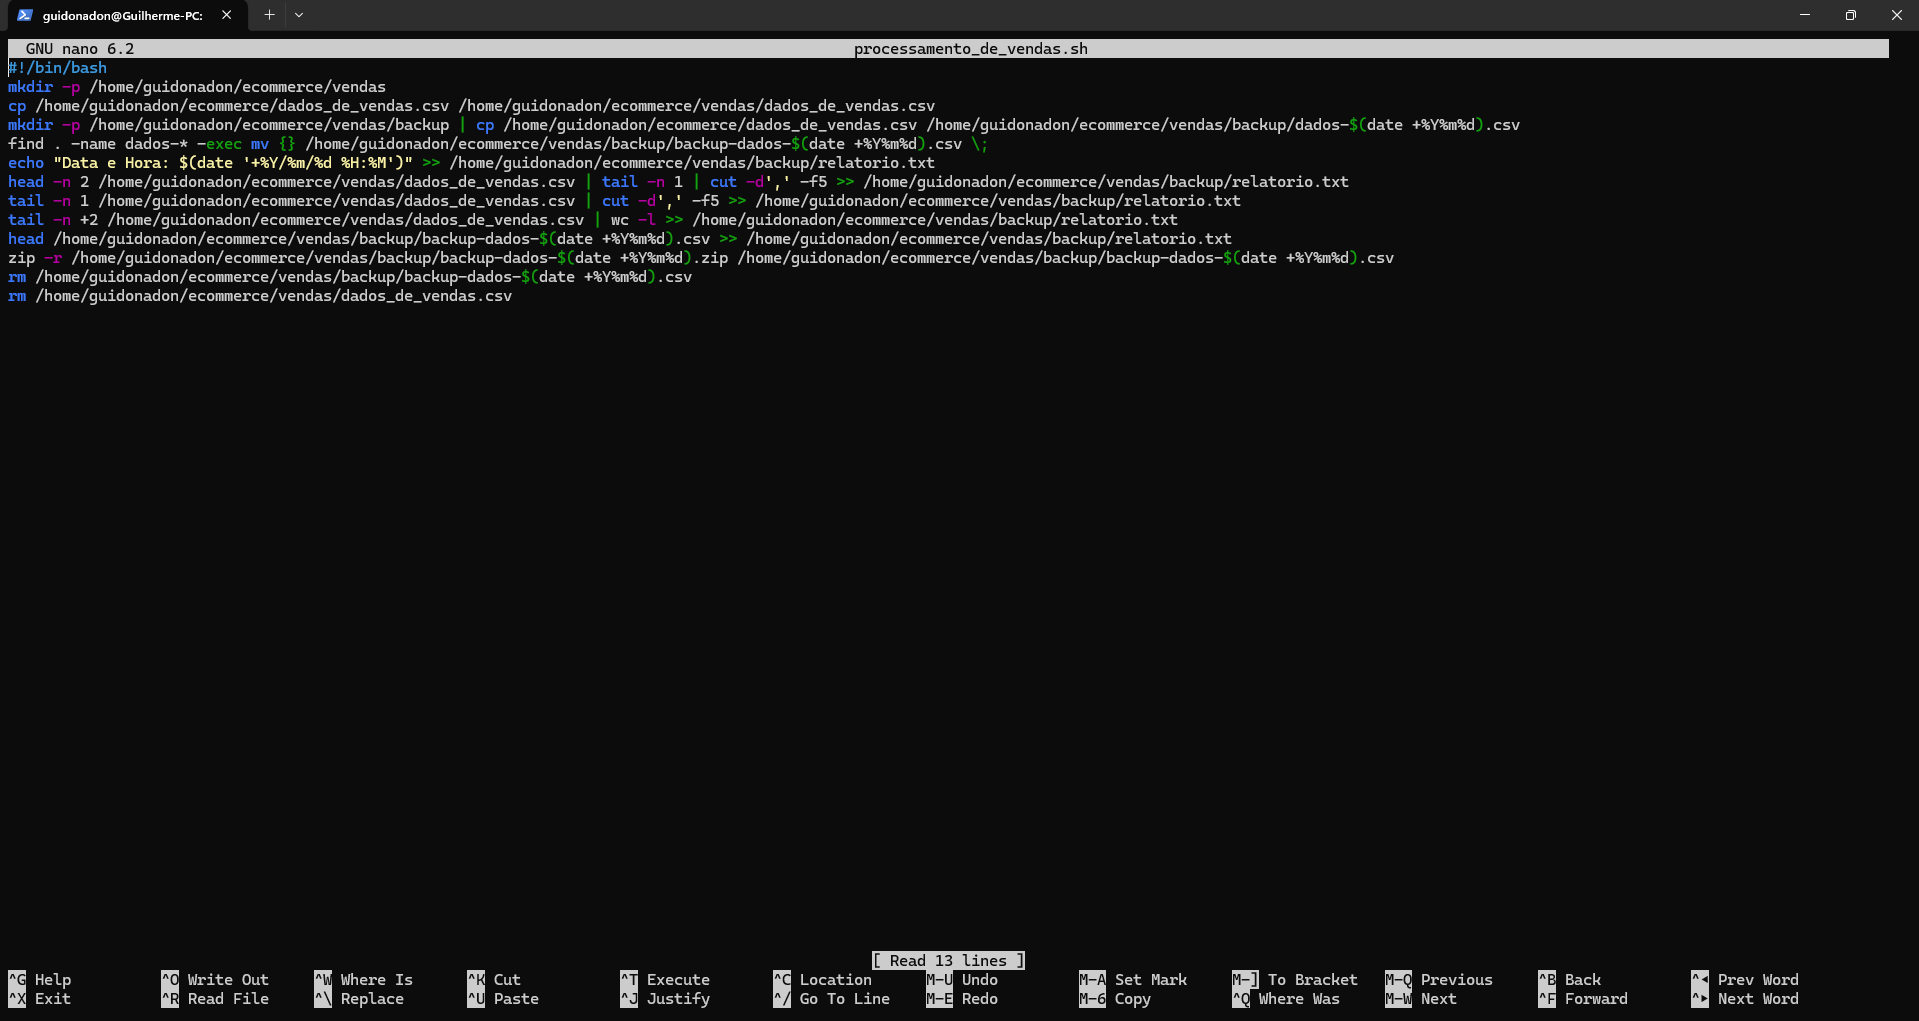 guidonadon@Guilherme-PC:
GNU nano 6.2 processamento_de_vendas.sh
#!/bin/bash
mkdir -p /home/guidonadon/ecommerce/vendas
cp /home/guidonadon/ecommerce/dados_de_vendas.csv /home/guidonadon/ecommerce/vendas/dados_de_vendas.csv
mkdir -p /home/guidonadon/ecommerce/vendas/backup | cp /home/guidonadon/ecommerce/dados_de_vendas.csv /home/guidonadon/ecommerce/vendas/backup/dados-$(date +%Y%m%d).csv
find . -name dados-* -exec mv {} /home/guidonadon/ecommerce/vendas/backup/backup-dados-$(date +%Y%m%d).csv \;
echo "Data e Hora: $(date '+%Y/%m/%d %H:%M')" >> /home/guidonadon/ecommerce/vendas/backup/relatorio.txt
head -n 2 /home/guidonadon/ecommerce/vendas/dados_de_vendas.csv | tail -n 1 | cut -d',' -f5 >> /home/guidonadon/ecommerce/vendas/backup/relatorio.txt
tail -n 1 /home/guidonadon/ecommerce/vendas/dados_de_vendas.csv | cut -d',' -f5 >> /home/guidonadon/ecommerce/vendas/backup/relatorio.txt
tail -n +2 /home/guidonadon/ecommerce/vendas/dados_de_vendas.csv | wc -l >> /home/guidonadon/ecommerce/vendas/backup/relatorio.txt
head /home/guidonadon/ecommerce/vendas/backup/backup-dados-$(date +%Y%m%d).csv >> /home/guidonadon/ecommerce/vendas/backup/relatorio.txt
zip -r /home/guidonadon/ecommerce/vendas/backup/backup-dados-$(date +%Y%m%d).zip /home/guidonadon/ecommerce/vendas/backup/backup-dados-$(date +%Y%m%d).csv
rm /home/guidonadon/ecommerce/vendas/backup/backup-dados-$(date +%Y%m%d).csv
rm /home/guidonadon/ecommerce/vendas/dados_de_vendas.csv
[ Read 13 lines ]
^G Help ^O Write Out ^W Where Is ^K Cut ^T Execute ^C Location M-U Undo M-A Set Mark M-] To Bracket M-Q Previous ^B Back ^◂ Prev Word
^X Exit ^R Read File ^\ Replace ^U Paste ^J Justify ^/ Go To Line M-E Redo M-6 Copy ^Q Where Was M-W Next ^F Forward ^▸ Next Word